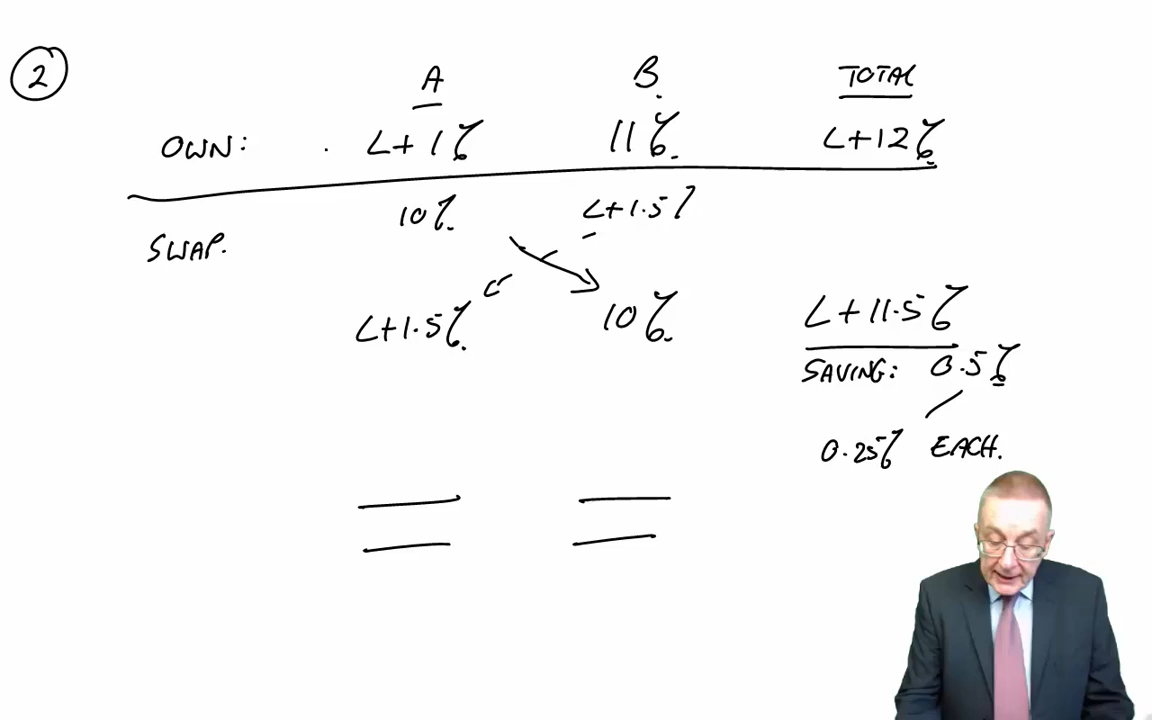 2
A B TOTAL
OWN: L+1% 11% L+12%
10% L+1.5%
SWAP.
L+1.5% 10% L+11.5%
SAVING: 0.5%
0.25% EACH.